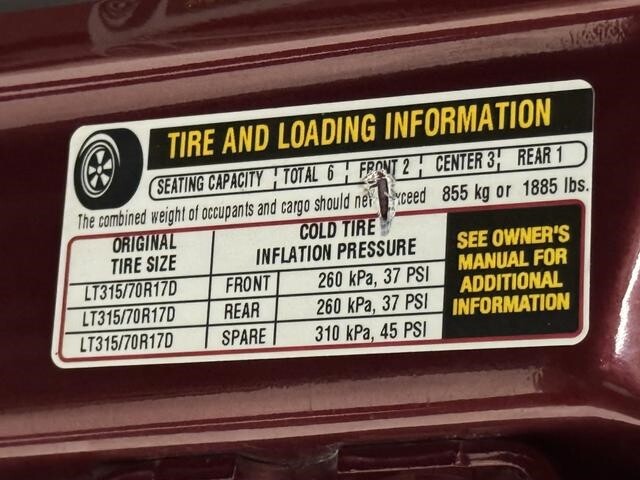 TIRE AND LOADING INFORMATION
SEATING CAPACITY TOTAL 6 FRONT 2 CENTER 3 REAR 1
The combined weight of occupants and cargo should exceed 855 kg or 1885 lbs.
ORIGINAL TIRE SIZE
COLD TIRE INFLATION PRESSURE
LT315/70R17D FRONT 260 kPa, 37 PSI
LT315/70R17D REAR 260 kPa, 37 PSI
LT315/70R17D SPARE 310 kPa, 45 PSI
SEE OWNER'S
MANUAL FOR
ADDITIONAL
INFORMATION